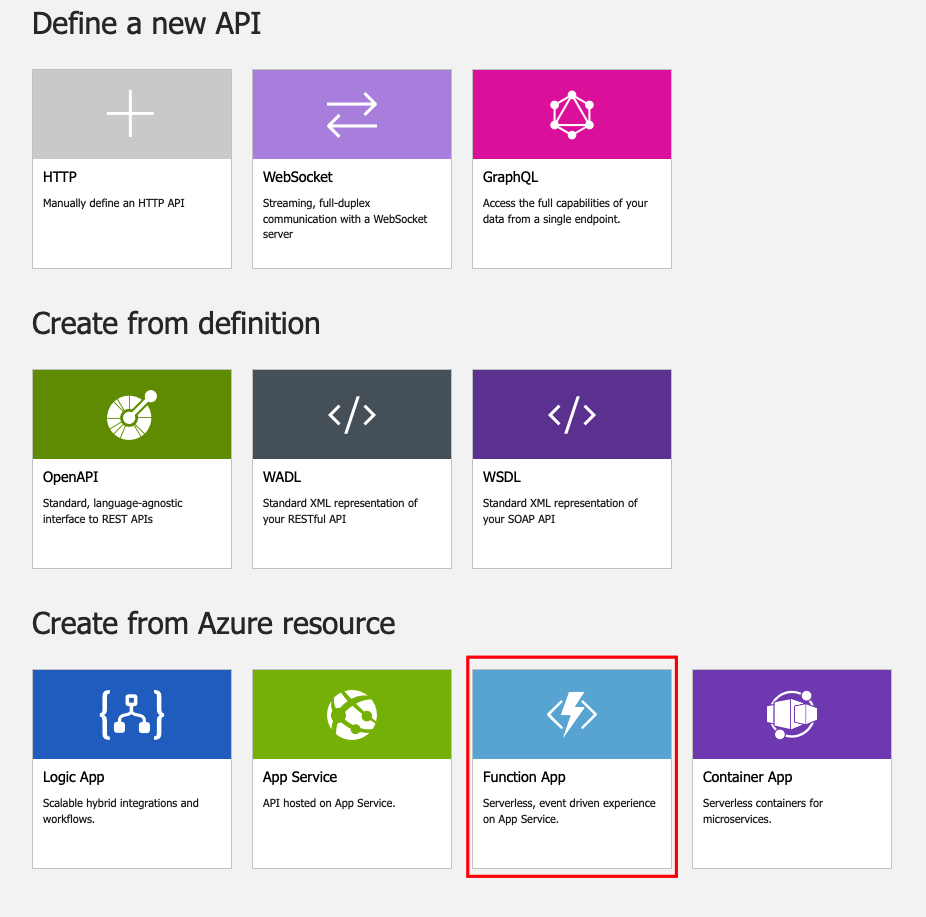 Define a new API
HTTP
Manually define an HTTP API
WebSocket
Streaming, full-duplex
communication with a WebSocket
server
GraphQL
Access the full capabilities of your
data from a single endpoint.
Create from definition
OpenAPI
Standard, language-agnostic
interface to REST APIs
WADL
Standard XML representation of
your RESTful API
WSDL
Standard XML representation of
your SOAP API
Create from Azure resource
Logic App
Scalable hybrid integrations and
workflows.
App Service
API hosted on App Service.
Function App
Serverless, event driven experience
on App Service.
Container App
Serverless containers for
microservices.